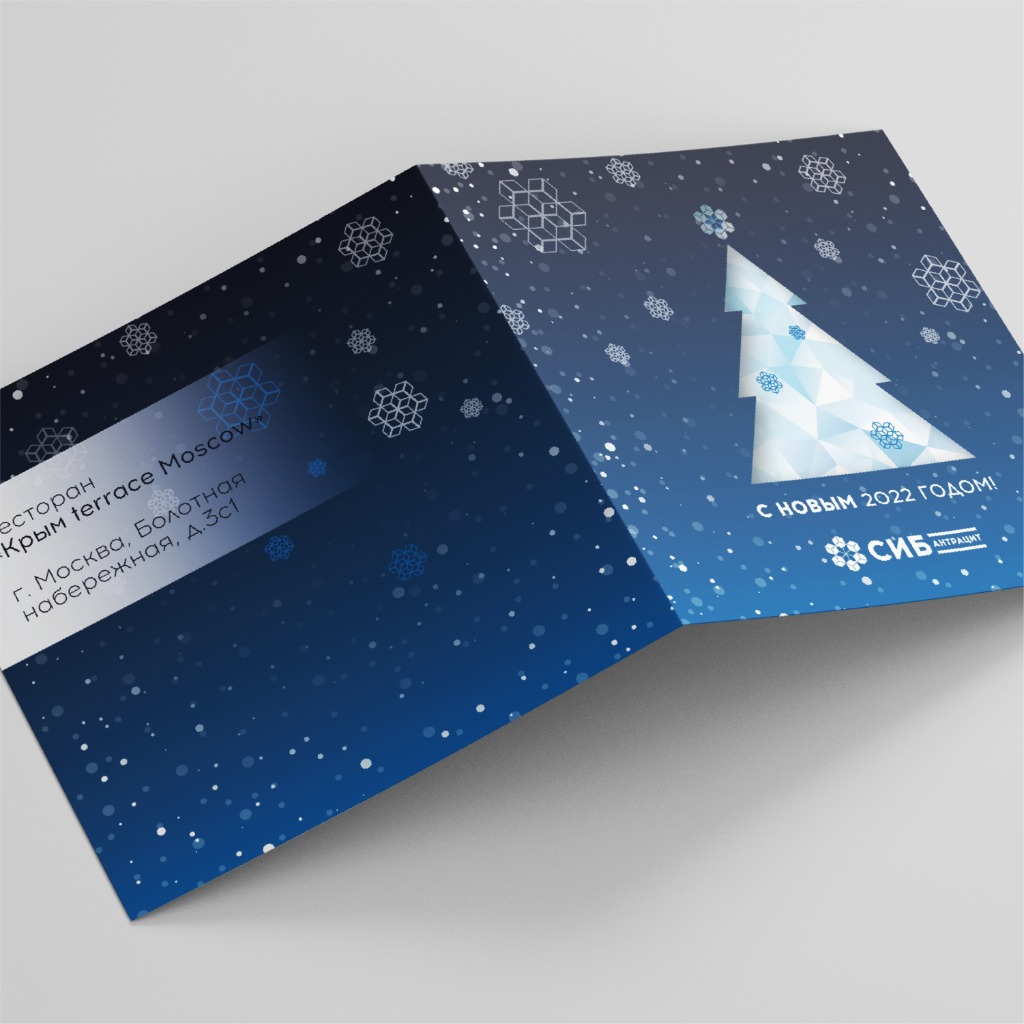 есторан
«Крым terrace Moscow»
г. Москва, Болотная
набережная, д.3с1
С НОВЫМ 2022 ГОДОМ!
СИБ АНТРАЦИТ